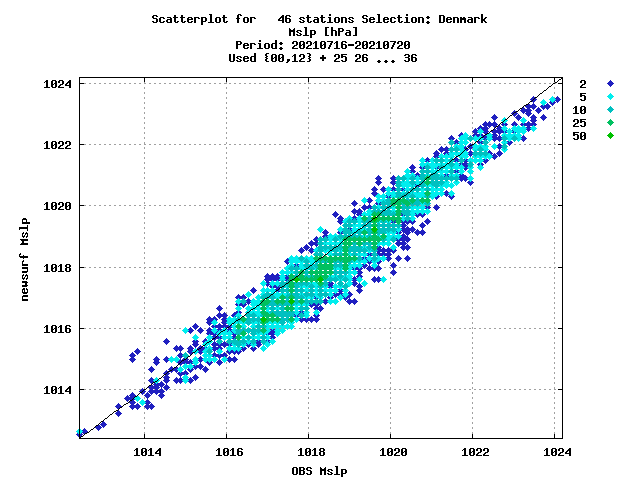 Scatterplot for 46 stations Selection: Denmark
Mslp [hPa]
Period: 20210716-20210720
Used {00,12} + 25 26 ... 36
1024
1022
1020
1018
1016
1014
newsurf Mslp
1014 1016 1018 1020 1022 1024
OBS Mslp
2
5
10
25
50